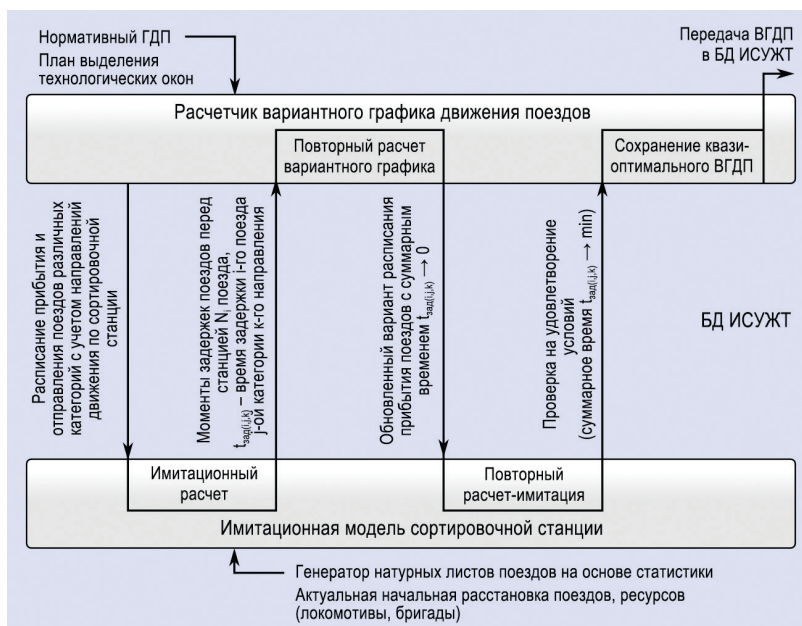 Нормативный ГДП
План выделения
технологических окон
Передача ВГДП
в БД ИСУЖТ
Расчетчик вариантного графика движения поездов
Повторный расчет
вариантного графика
Сохранение квази-
оптимального ВГДП
Расписание прибытия и
отправления поездов различных
категорий с учетом направлений
движения по сортировочной
станции
Моменты задержек поездов перед
станцией Ni поезда,
tзад(i,j,k) – время задержки i-го поезда
j-ой категории к-го направления
Обновленный вариант расписания
прибытия поездов с суммарным
временем tзад(i,j,k) → 0
Проверка на удовлетворение
условий
(суммарное время tзад(i,j,k) → min)
БД ИСУЖТ
Имитационный
расчет
Повторный
расчет-имитация
Имитационная модель сортировочной станции
Генератор натурных листов поездов на основе статистики
Актуальная начальная расстановка поездов, ресурсов
(локомотивы, бригады)